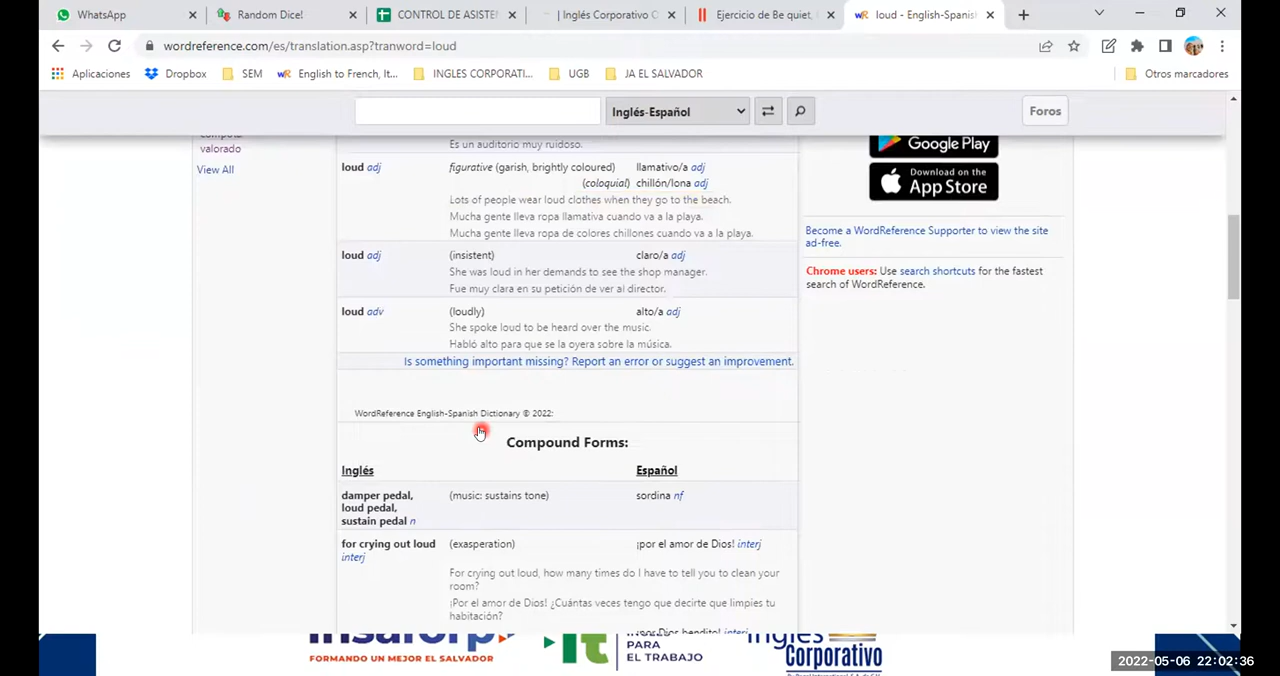 WhatsApp
Random Dice!
CONTROL DE ASISTEN
| Inglés Corporativo C
Ejercicio de Be quiet,
loud - English-Spanish
wordreference.com/es/translation.asp?tranword=loud
Aplicaciones
Dropbox
SEM
English to French, It...
INGLES CORPORATI...
UGB
JA EL SALVADOR
Otros marcadores
Inglés-Español
Foros
valorado
View All
Es un auditorio muy ruidoso.
loud adj
figurative (garish, brightly coloured)
llamativo/a adj
(coloquial) chillón/lona adj
Lots of people wear loud clothes when they go to the beach.
Mucha gente lleva ropa llamativa cuando va a la playa.
Mucha gente lleva ropa de colores chillones cuando va a la playa.
loud adj
(insistent)
claro/a adj
She was loud in her demands to see the shop manager.
Fue muy clara en su petición de ver al director.
loud adv
(loudly)
alto/a adj
She spoke loud to be heard over the music.
Habló alto para que se la oyera sobre la música.
Is something important missing? Report an error or suggest an improvement.
WordReference English-Spanish Dictionary © 2022:
Compound Forms:
Inglés
Español
damper pedal,
loud pedal,
sustain pedal n
(music: sustains tone)
sordina nf
for crying out loud
interj
(exasperation)
¡por el amor de Dios! interj
For crying out loud, how many times do I have to tell you to clean your
room?
¡Por el amor de Dios! ¿Cuántas veces tengo que decirte que limpies tu
habitación?
¡por Dios bendito! interj
Google Play
Download on the
App Store
Become a WordReference Supporter to view the site
ad-free.
Chrome users: Use search shortcuts for the fastest
search of WordReference.
insaforp
FORMANDO UN MEJOR EL SALVADOR
it
PARA
EL TRABAJO
Inglés
Corporativo
2022-05-06 22:02:36